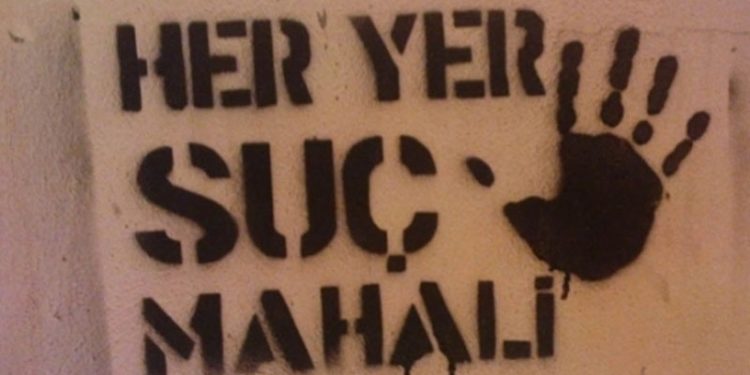 HER YER
SUÇ
MAHALİ